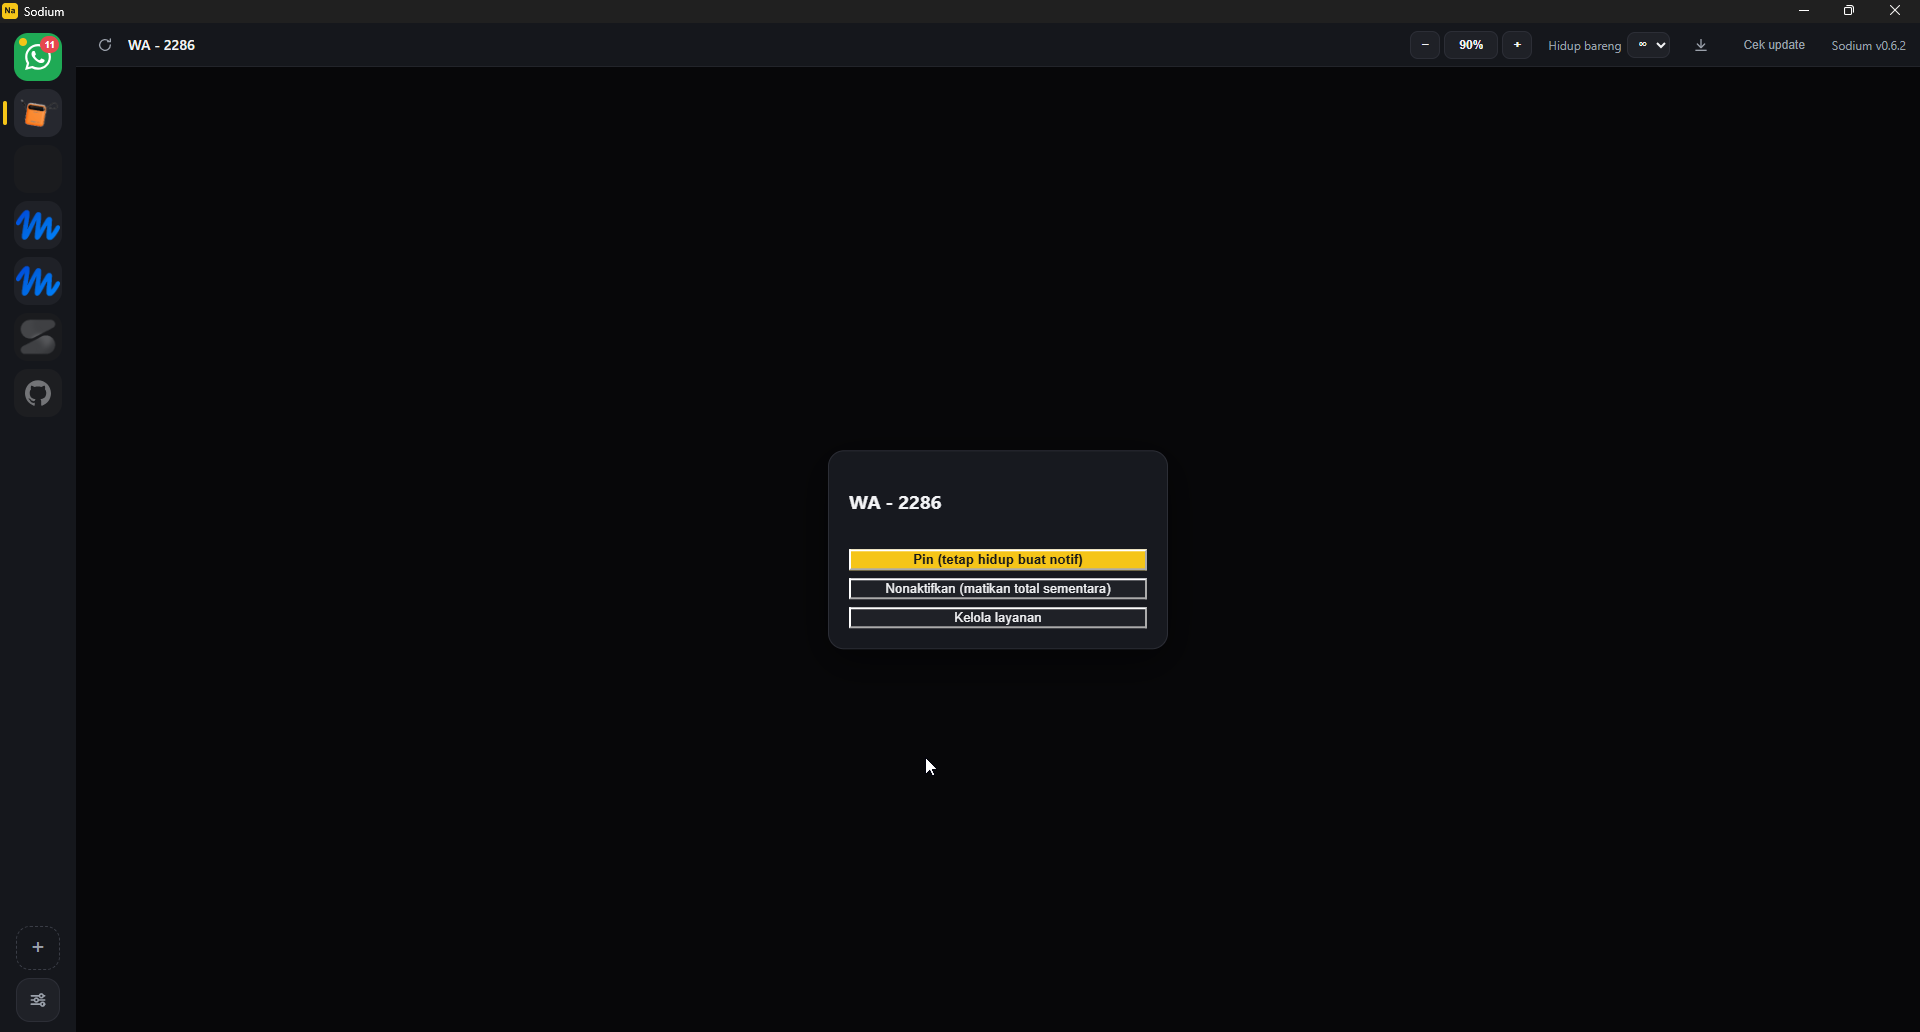 Na Sodium
11
WA - 2286
− 90% + Hidup bareng ∞ Cek update Sodium v0.6.2
WA - 2286
Pin (tetap hidup buat notif)
Nonaktifkan (matikan total sementara)
Kelola layanan
+